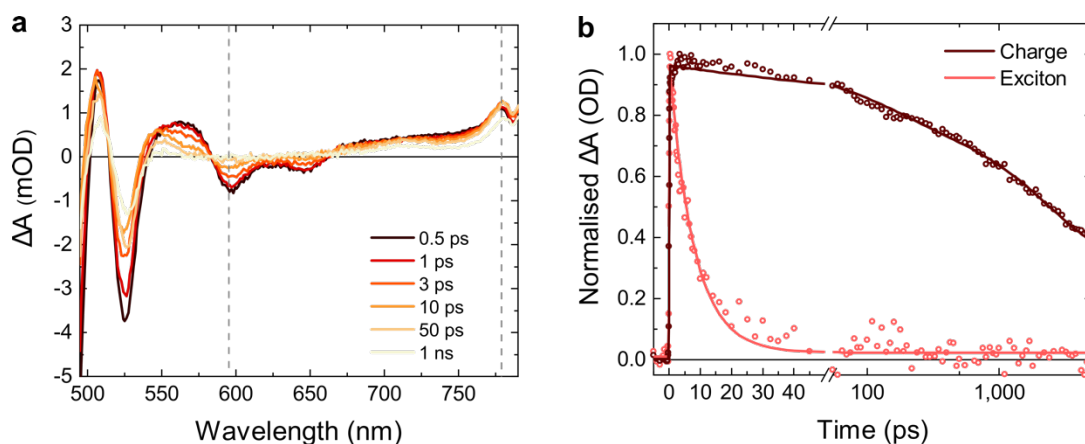 a
ΔA (mOD)
2
1
0
-1
-2
-3
-4
-5
500 550 600 650 700 750
Wavelength (nm)
0.5 ps
1 ps
3 ps
10 ps
50 ps
1 ns
b
Normalised ΔA (OD)
1.0
0.8
0.6
0.4
0.2
0.0
0 10 20 30 40 100 1,000
Time (ps)
Charge
Exciton